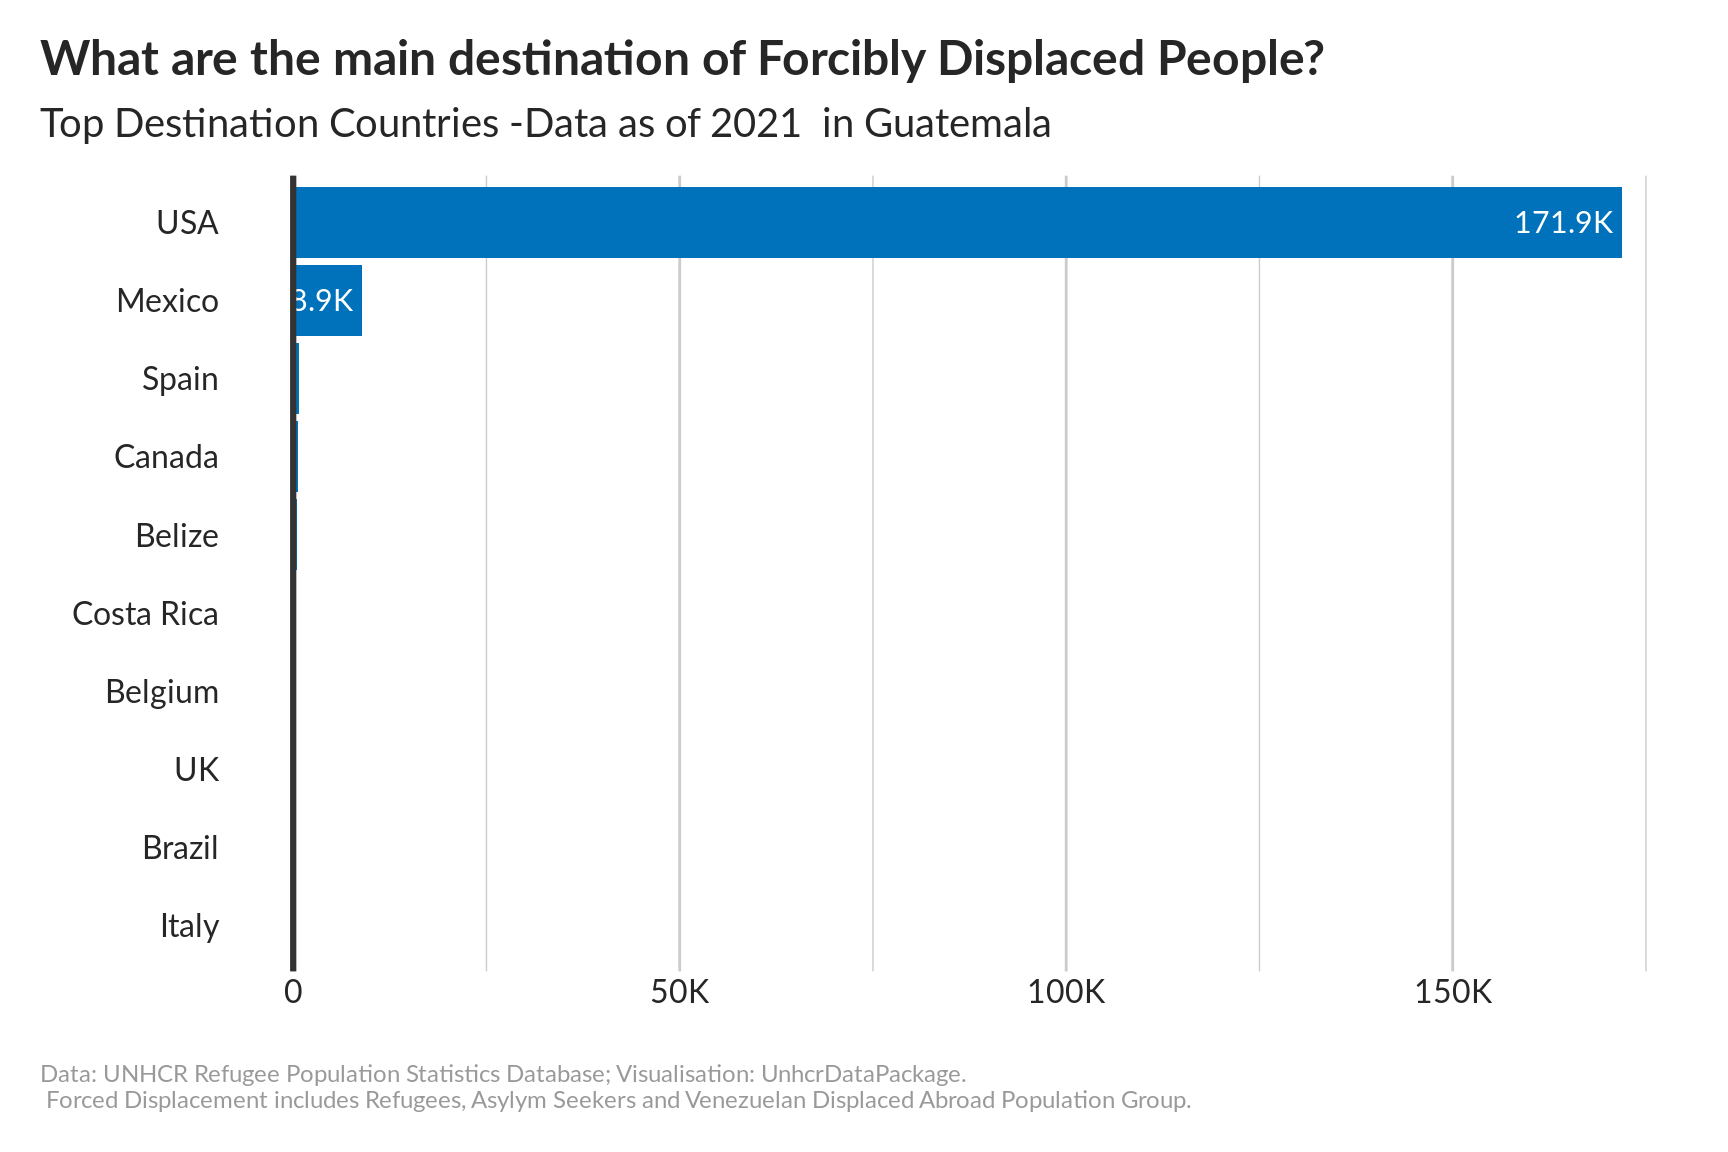 What are the main destination of Forcibly Displaced People?
Top Destination Countries -Data as of 2021  in Guatemala
USA
171.9K
Mexico
8.9K
Spain
Canada
Belize
Costa Rica
Belgium
UK
Brazil
Italy
0 50K 100K 150K
Data: UNHCR Refugee Population Statistics Database; Visualisation: UnhcrDataPackage.
Forced Displacement includes Refugees, Asylym Seekers and Venezuelan Displaced Abroad Population Group.